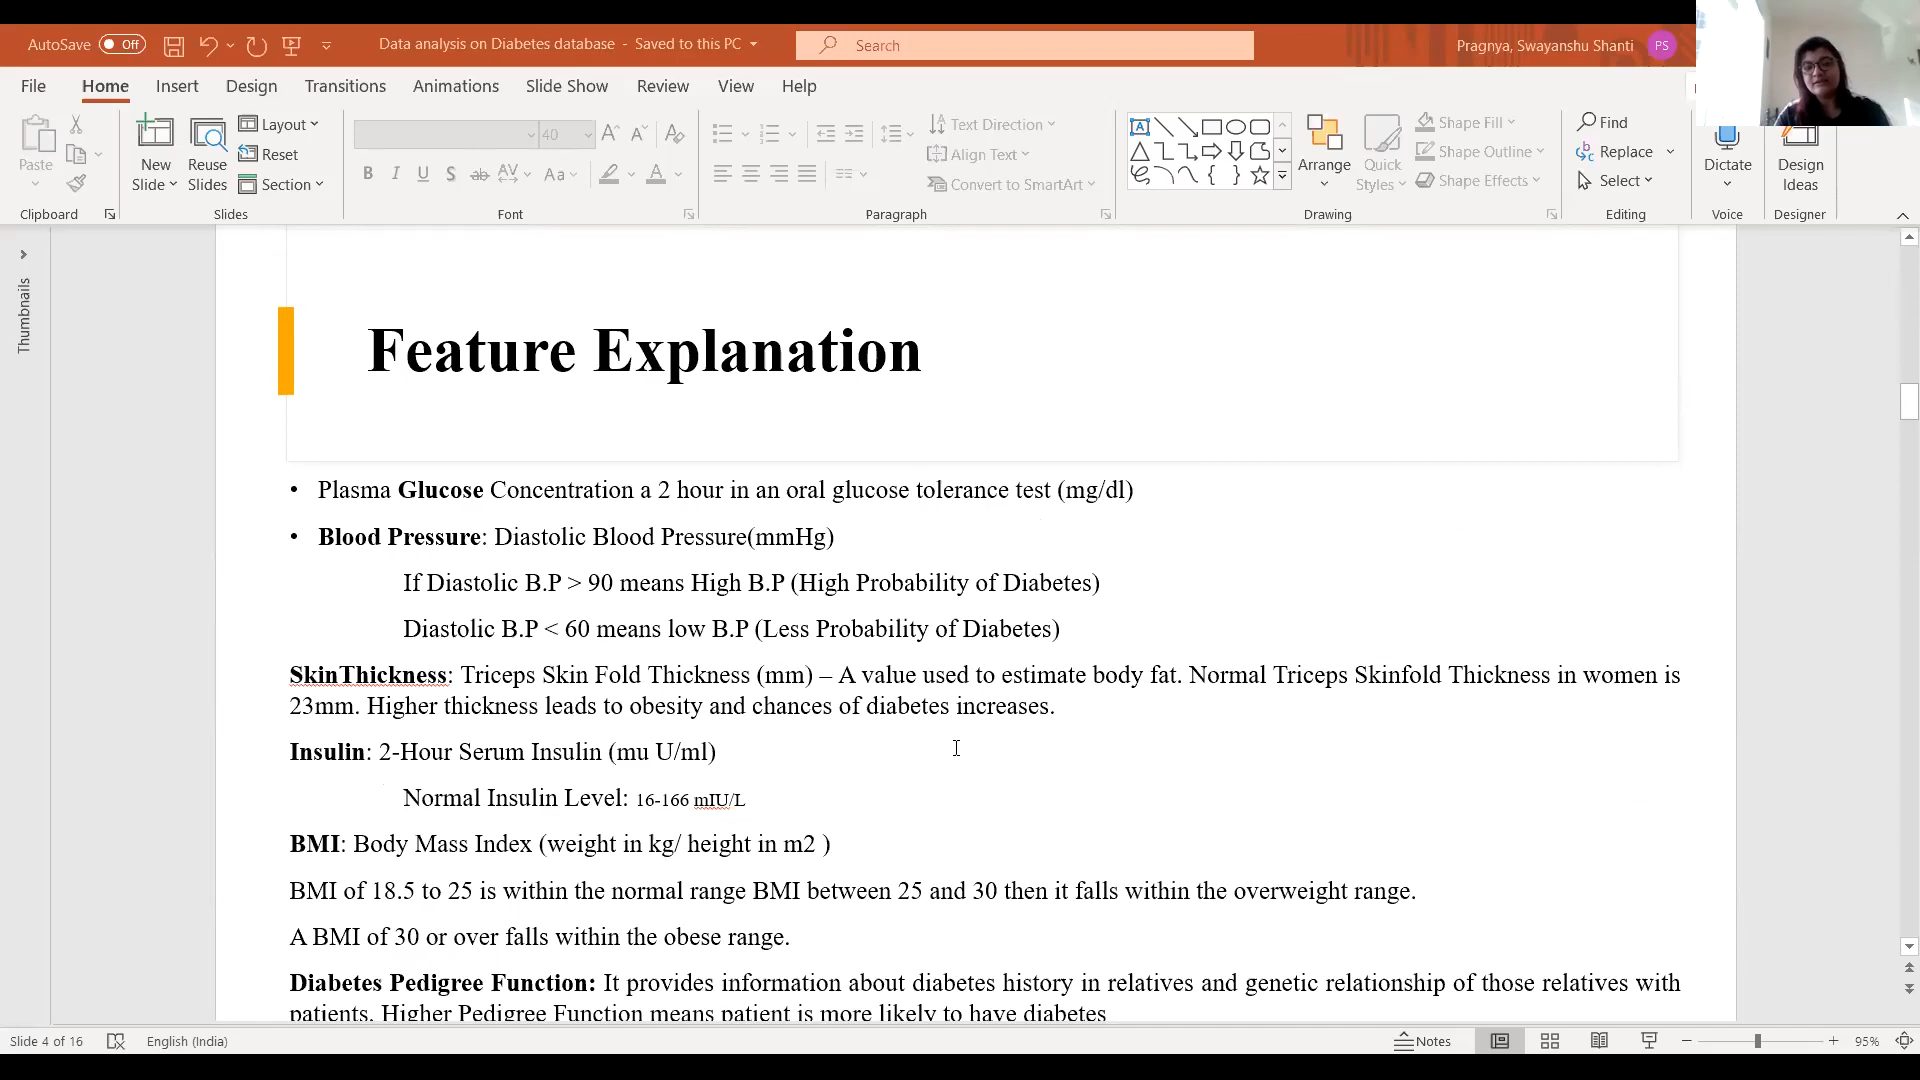 AutoSave Off Data analysis on Diabetes database - Saved to this PC Search Pragnya, Swayanshu Shanti PS
File Home Insert Design Transitions Animations Slide Show Review View Help
Paste
New Slide
Reuse Slides
Layout
Reset
Section
40
B I U S ab AV Aa A
Text Direction
Align Text
Convert to SmartArt
Arrange
Quick Styles
Shape Fill
Shape Outline
Shape Effects
Find
Replace
Select
Dictate
Design Ideas
Clipboard Slides Font Paragraph Drawing Editing Voice Designer
Thumbnails
Feature Explanation
• Plasma Glucose Concentration a 2 hour in an oral glucose tolerance test (mg/dl)
• Blood Pressure: Diastolic Blood Pressure(mmHg)
If Diastolic B.P > 90 means High B.P (High Probability of Diabetes)
Diastolic B.P < 60 means low B.P (Less Probability of Diabetes)
SkinThickness: Triceps Skin Fold Thickness (mm) – A value used to estimate body fat. Normal Triceps Skinfold Thickness in women is
23mm. Higher thickness leads to obesity and chances of diabetes increases.
Insulin: 2-Hour Serum Insulin (mu U/ml)
Normal Insulin Level: 16-166 mIU/L
BMI: Body Mass Index (weight in kg/ height in m2 )
BMI of 18.5 to 25 is within the normal range BMI between 25 and 30 then it falls within the overweight range.
A BMI of 30 or over falls within the obese range.
Diabetes Pedigree Function: It provides information about diabetes history in relatives and genetic relationship of those relatives with
patients. Higher Pedigree Function means patient is more likely to have diabetes
Slide 4 of 16 English (India) Notes 95%